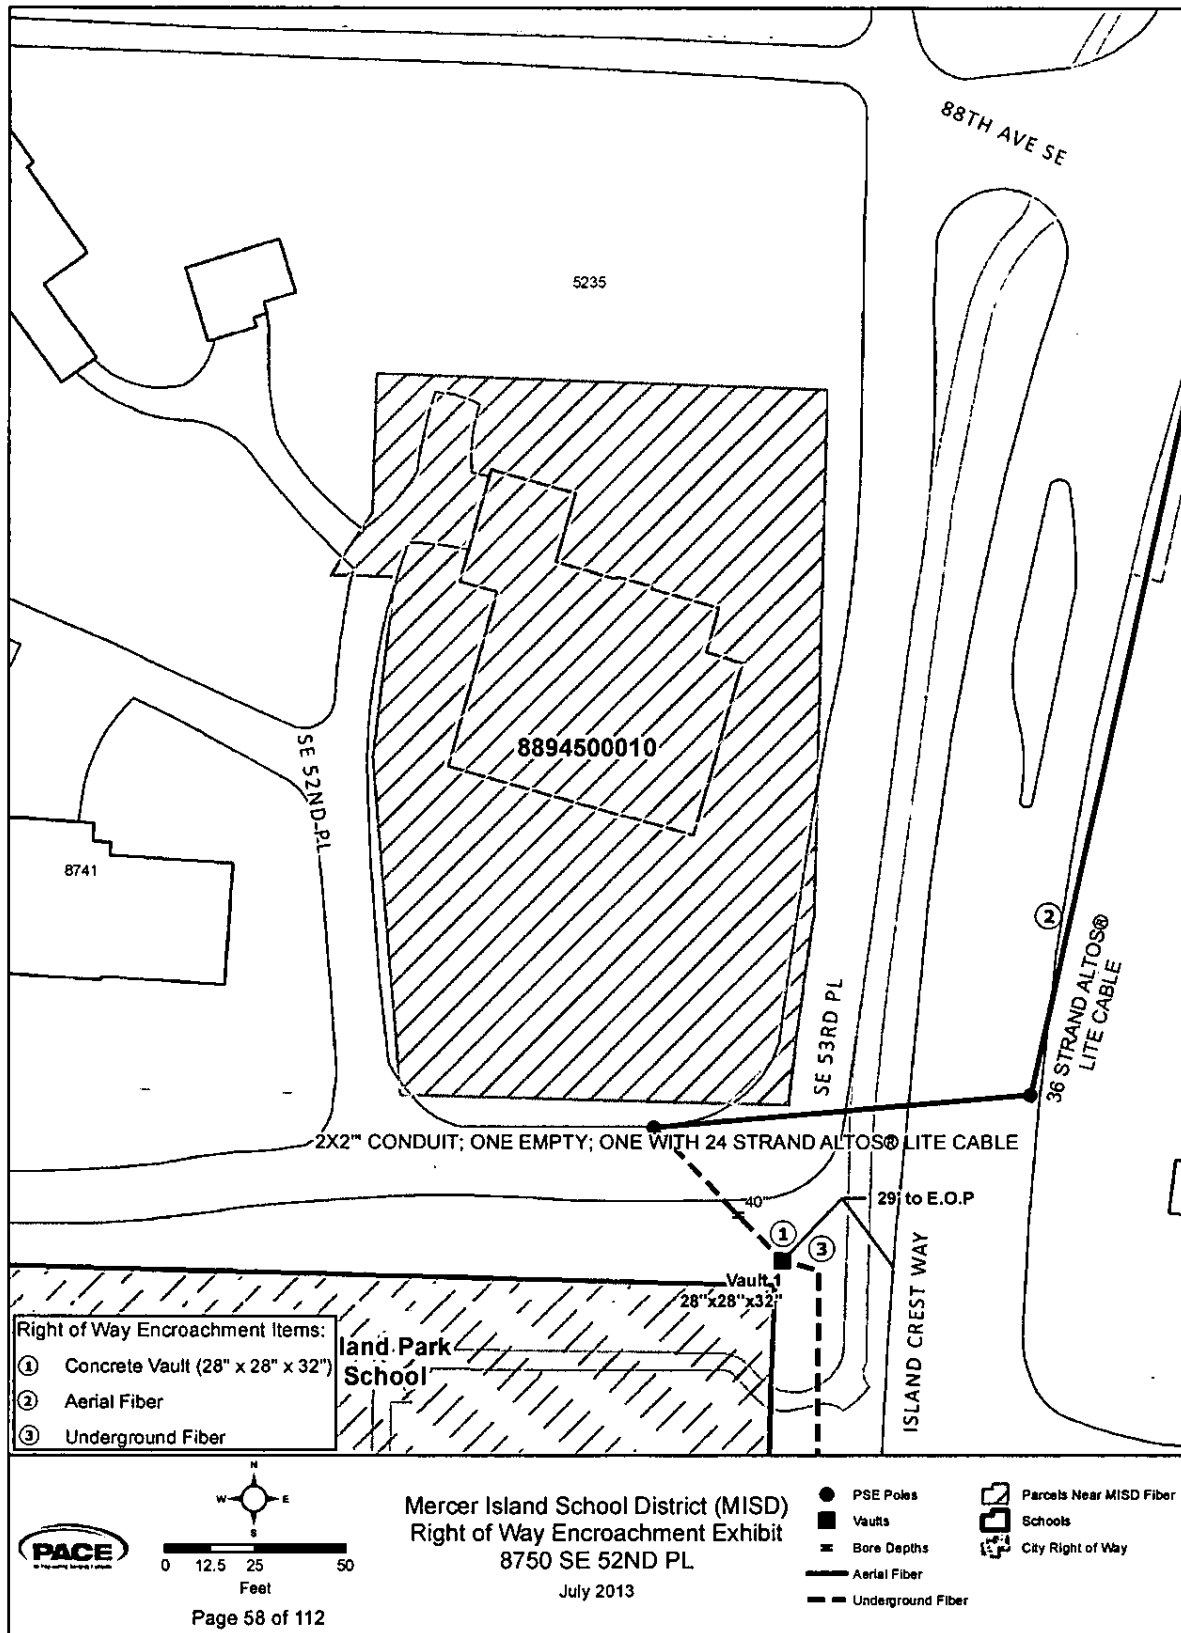 88TH AVE SE
5235
8894500010
SE 52ND PL
8741
2
36 STRAND ALTOS®
LITE CABLE
SE 53RD PL
2X2"' CONDUIT; ONE EMPTY; ONE WITH 24 STRAND ALTOS® LITE CABLE
40"
29' to E.O.P
1
3
Vault 1
28"x28"x32"
ISLAND CREST WAY
land Park
School
Right of Way Encroachment Items:
1 Concrete Vault (28" x 28" x 32")
2 Aerial Fiber
3 Underground Fiber
PACE
N
W E
S
0 12.5 25 50
Feet
Page 58 of 112
Mercer Island School District (MISD)
Right of Way Encroachment Exhibit
8750 SE 52ND PL
July 2013
PSE Poles
Vaults
Bore Depths
Aerial Fiber
Underground Fiber
Parcels Near MISD Fiber
Schools
City Right of Way